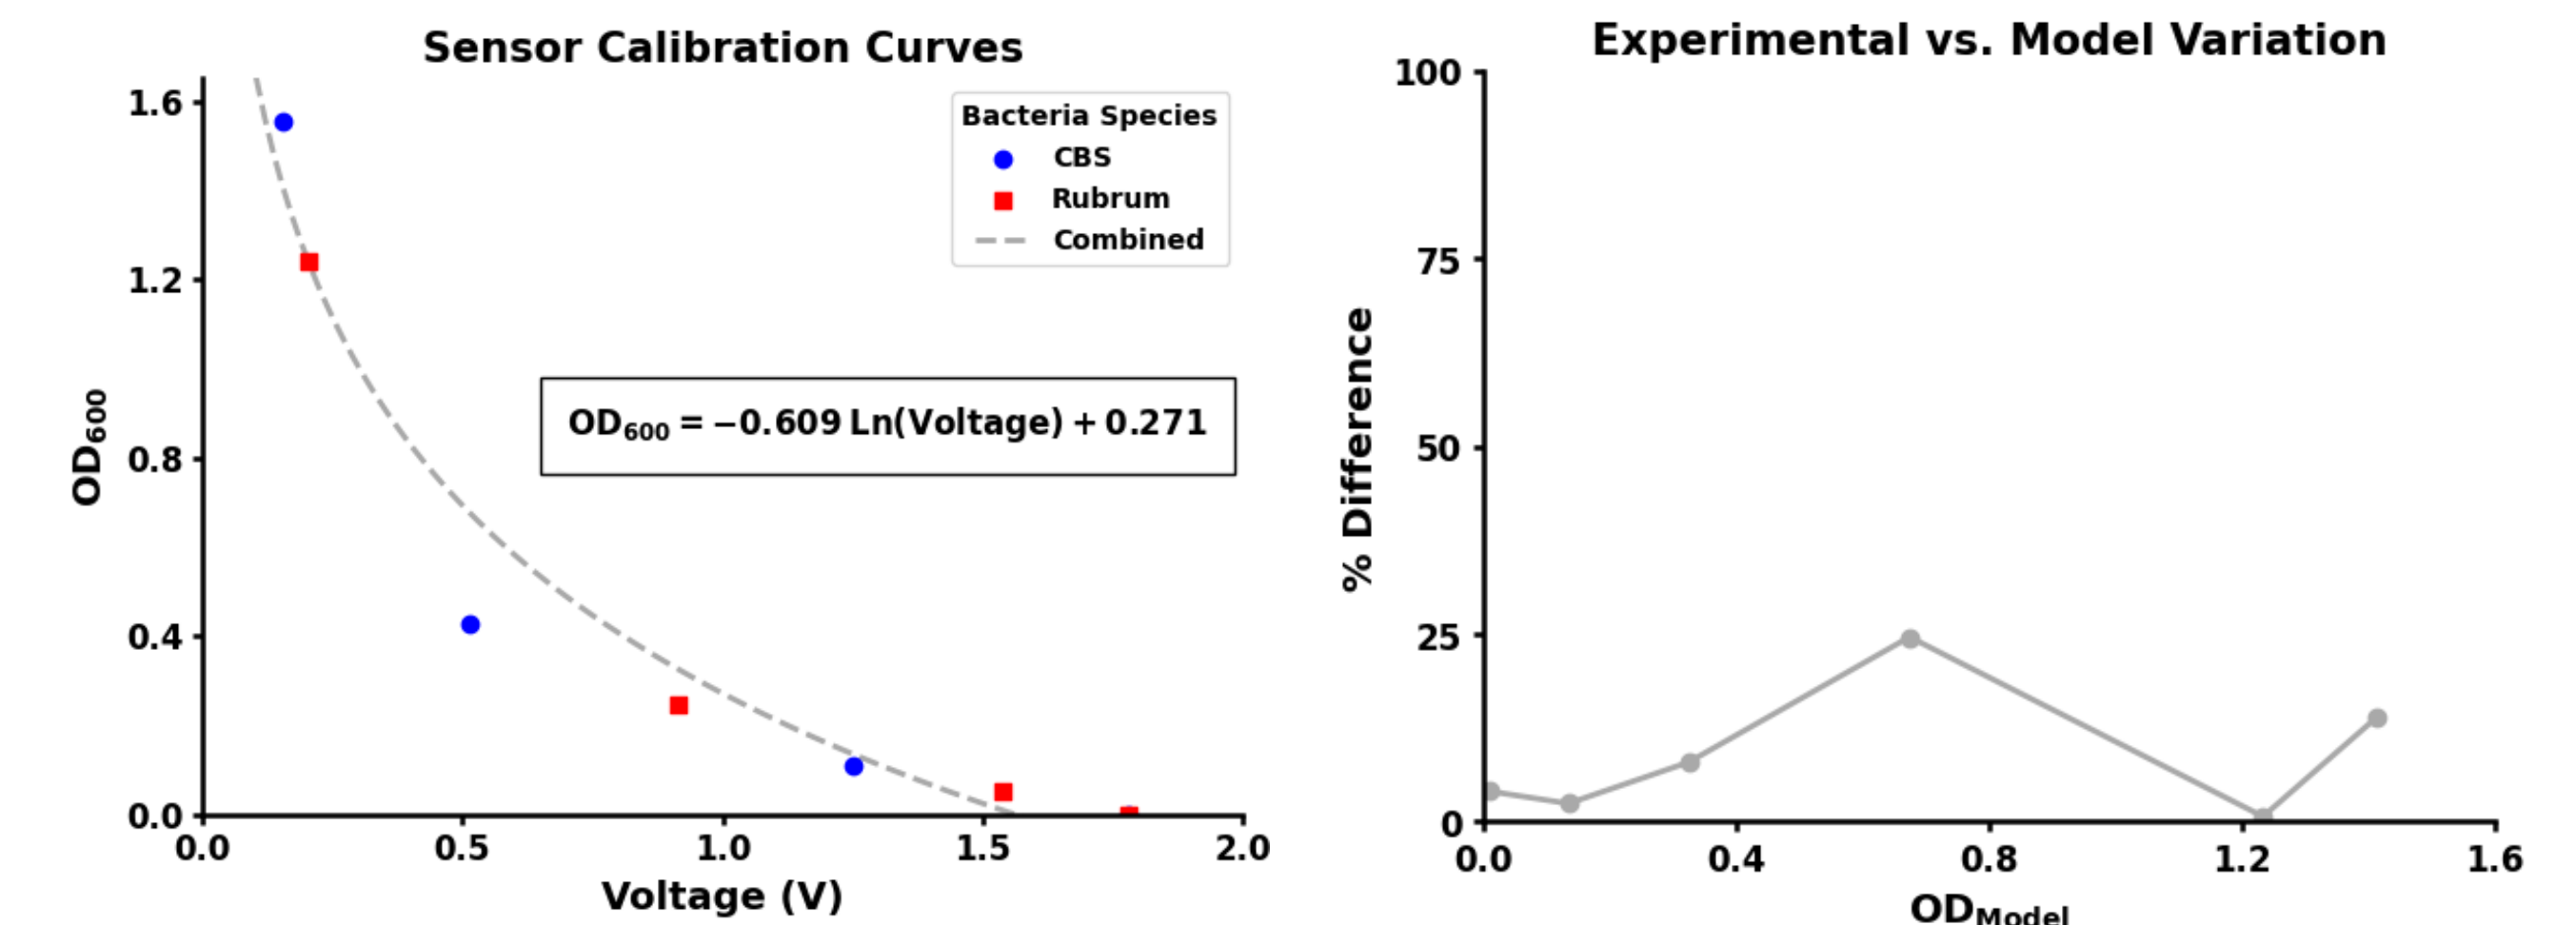 Sensor Calibration Curves
1.6
1.2
0.8
0.4
0.0
OD600
0.0 0.5 1.0 1.5 2.0
Voltage (V)
Bacteria Species
CBS
Rubrum
Combined
OD600 = −0.609 Ln(Voltage) + 0.271
Experimental vs. Model Variation
100
75
50
25
0
% Difference
0.0 0.4 0.8 1.2 1.6
ODModel